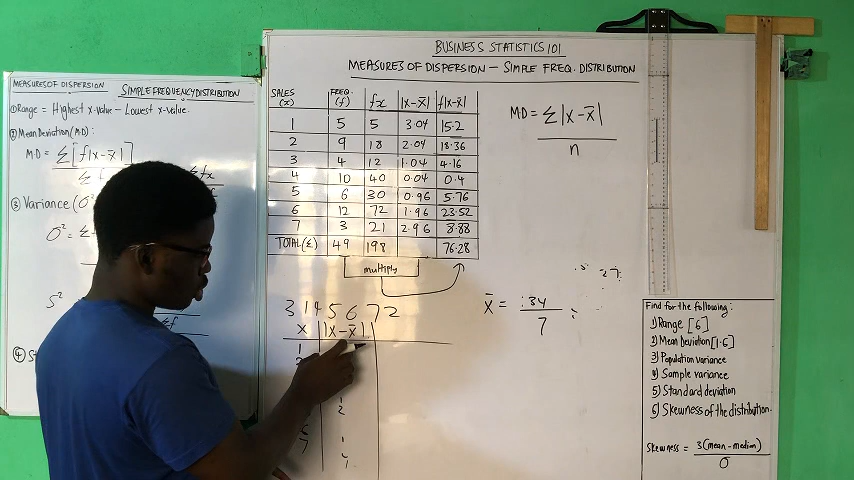 MEASURES OF DISPERSION
SIMPLE FREQUENCY DISTRIBUTION
① Range = Highest x-value - Lowest x-value.
② Mean Deviation (M.D):
M.D = Σ[f|x-x̄|]
③ Variance (σ²
σ² =
S²
④ St
BUSINESS STATISTICS 101
MEASURES OF DISPERSION — SIMPLE FREQ. DISTRIBUTION
SALES (x) FREQ. (f) fx |x-x̄| f|x-x̄|
1 5 5 3.04 15.2
2 9 18 2.04 18.36
3 4 12 1.04 4.16
4 10 40 0.04 0.4
5 6 30 0.96 5.76
6 12 72 1.96 23.52
7 3 21 2.96 8.88
TOTAL(Σ) 49 198 76.28
multiply
M.D = Σ|x-x̄|
n
3 1 4 5 6 7 2
x |x-x̄|
1
2
7
x̄ = 34
7
Find for the following:
1) Range [6]
2) Mean Deviation [1.6]
3) Population variance
4) Sample variance
5) Standard deviation
6) Skewness of the distribution.
Skewness = 3(mean-median)
σ